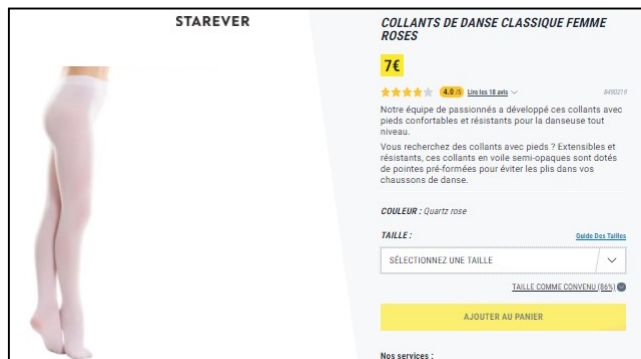 STAREVER
COLLANTS DE DANSE CLASSIQUE FEMME
ROSES
7€
4.0 /5 Lire les 18 avis
8490219
Notre équipe de passionnés a développé ces collants avec
pieds confortables et résistants pour la danseuse tout
niveau.
Vous recherchez des collants avec pieds ? Extensibles et
résistants, ces collants en voile semi-opaques sont dotés
de pointes pré-formées pour éviter les plis dans vos
chaussons de danse.
COULEUR : Quartz rose
TAILLE :
Guide Des Tailles
SÉLECTIONNEZ UNE TAILLE
TAILLE COMME CONVENU (86%)
AJOUTER AU PANIER
Nos services :